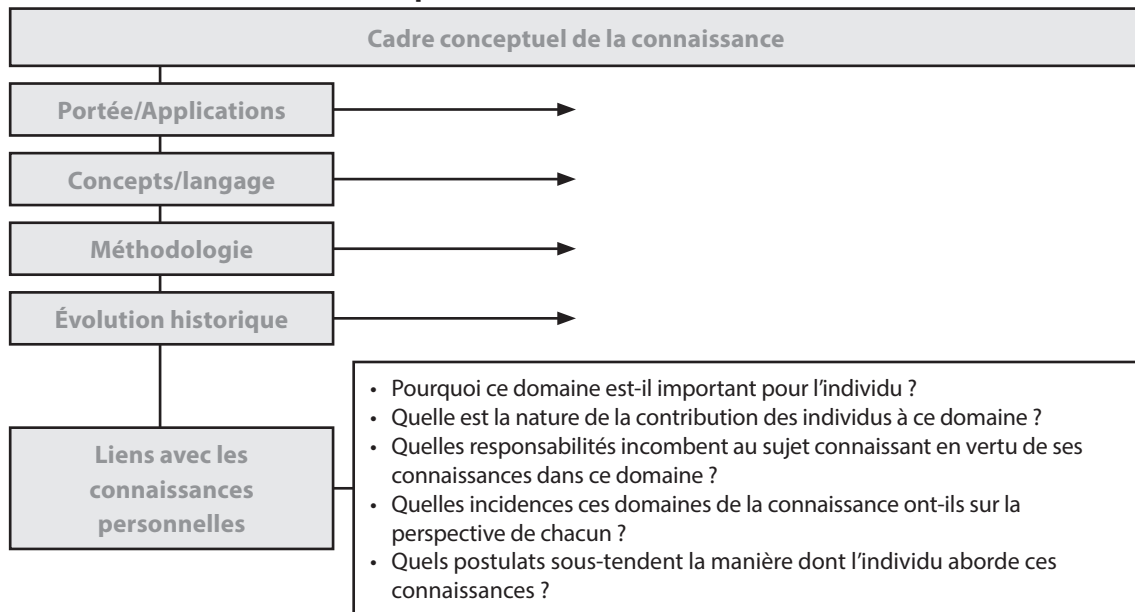 Cadre conceptuel de la connaissance
Portée/Applications
Concepts/langage
Méthodologie
Évolution historique
Liens avec les
connaissances
personnelles
• Pourquoi ce domaine est-il important pour l'individu ?
• Quelle est la nature de la contribution des individus à ce domaine ?
• Quelles responsabilités incombent au sujet connaissant en vertu de ses
connaissances dans ce domaine ?
• Quelles incidences ces domaines de la connaissance ont-ils sur la
perspective de chacun ?
• Quels postulats sous-tendent la manière dont l'individu aborde ces
connaissances ?